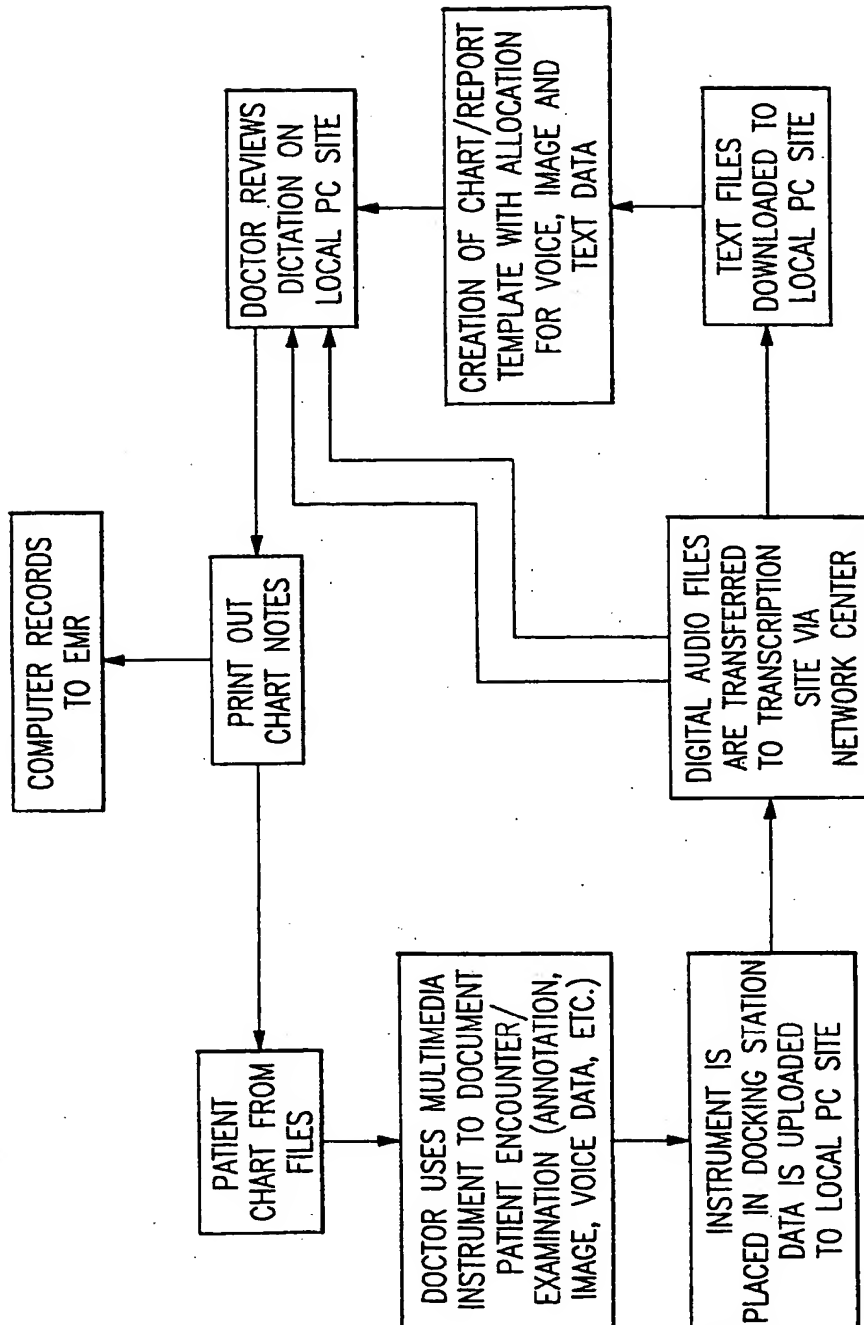 COMPUTER RECORDS
TO EMR
PATIENT
CHART FROM
FILES
PRINT OUT
CHART NOTES
DOCTOR REVIEWS
DICTATION ON
LOCAL PC SITE
DOCTOR USES MULTIMEDIA
INSTRUMENT TO DOCUMENT
PATIENT ENCOUNTER/
EXAMINATION (ANNOTATION,
IMAGE, VOICE DATA, ETC.)
CREATION OF CHART/REPORT
TEMPLATE WITH ALLOCATION
FOR VOICE, IMAGE AND
TEXT DATA
INSTRUMENT IS
PLACED IN DOCKING STATION
DATA IS UPLOADED
TO LOCAL PC SITE
DIGITAL AUDIO FILES
ARE TRANSFERRED
TO TRANSCRIPTION
SITE VIA
NETWORK CENTER
TEXT FILES
DOWNLOADED TO
LOCAL PC SITE